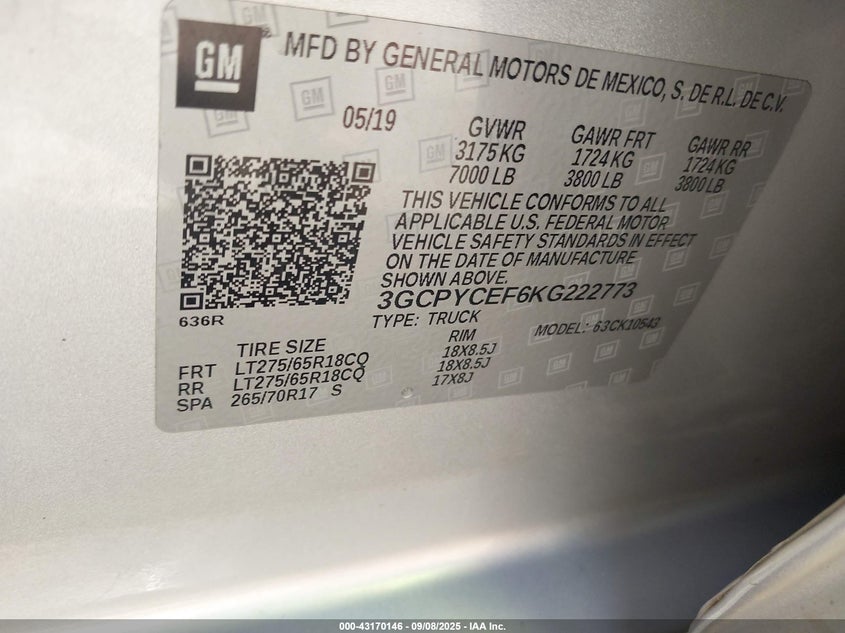 GM
MFD BY GENERAL MOTORS DE MEXICO, S. DE R.L. DE C.V.
05/19
GVWR GAWR FRT GAWR RR
3175 KG 1724 KG 1724 KG
7000 LB 3800 LB 3800 LB
THIS VEHICLE CONFORMS TO ALL
APPLICABLE U.S. FEDERAL MOTOR
VEHICLE SAFETY STANDARDS IN EFFECT
ON THE DATE OF MANUFACTURE
SHOWN ABOVE.
3GCPYCEF6KG222773
636R
TYPE: TRUCK MODEL: 63CK10543
TIRE SIZE RIM
FRT LT275/65R18CQ 18X8.5J
RR LT275/65R18CQ 18X8.5J
SPA 265/70R17 S 17X8J
000-43170146 - 09/08/2025 - IAA Inc.